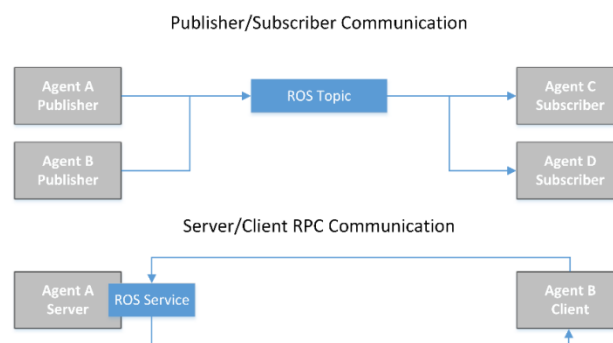 Publisher/Subscriber Communication
Agent A
Publisher
ROS Topic
Agent C
Subscriber
Agent B
Publisher
Agent D
Subscriber
Server/Client RPC Communication
Agent A
Server
ROS Service
Agent B
Client